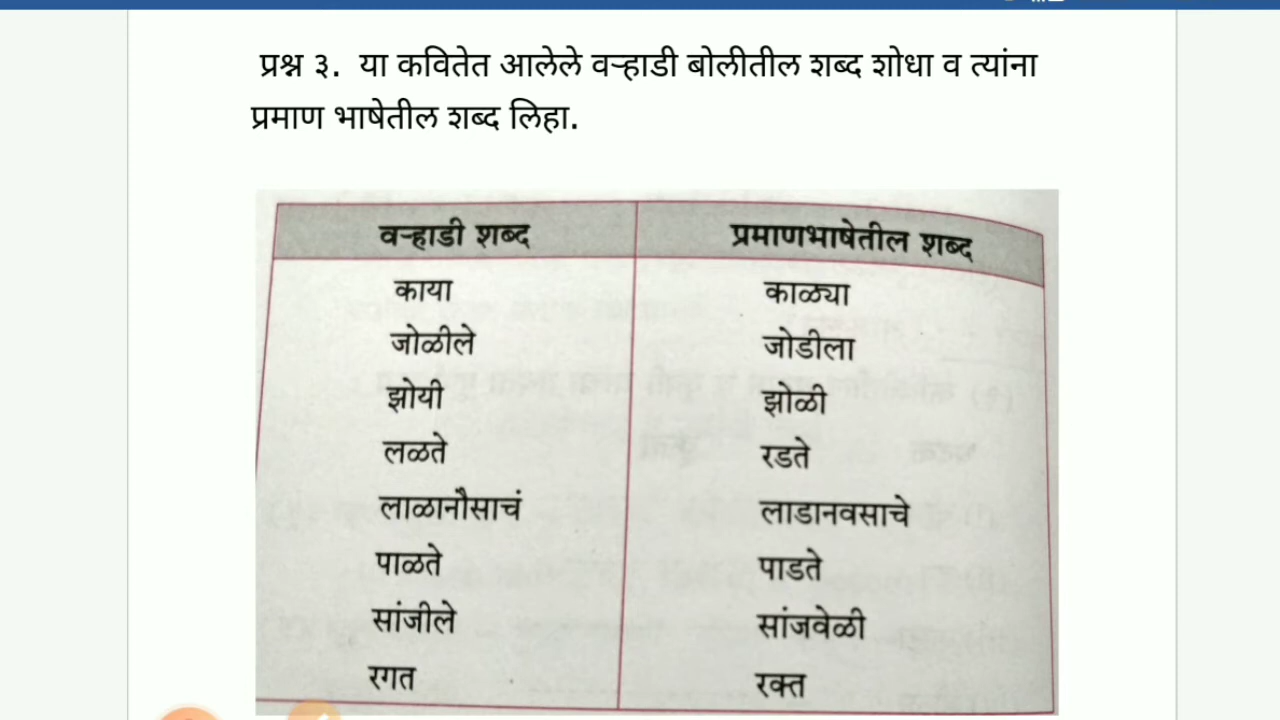 प्रश्न ३. या कवितेत आलेले वऱ्हाडी बोलीतील शब्द शोधा व त्यांना
प्रमाण भाषेतील शब्द लिहा.
वऱ्हाडी शब्द प्रमाणभाषेतील शब्द
काया काळ्या
जोळीले जोडीला
झोयी झोळी
लळते रडते
लाळानौसाचं लाडानवसाचे
पाळते पाडते
सांजीले सांजवेळी
रगत रक्त